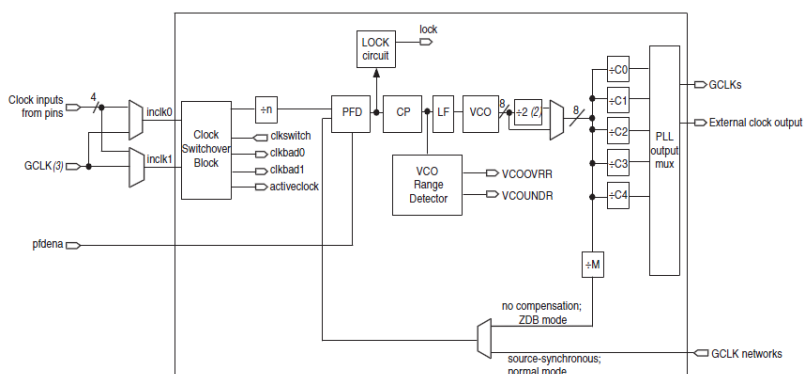 lock
LOCK
circuit
Clock inputs
from pins
4
inclk0
GCLK(3)
inclk1
Clock
Switchover
Block
÷n
clkswitch
clkbad0
clkbad1
activeclock
pfdena
PFD
CP
LF
VCO
8
÷2 (2)
8
VCO
Range
Detector
VCOOVRR
VCOUNDR
÷C0
÷C1
÷C2
÷C3
÷C4
÷M
PLL
output
mux
GCLKs
External clock output
no compensation;
ZDB mode
source-synchronous;
normal mode
GCLK networks